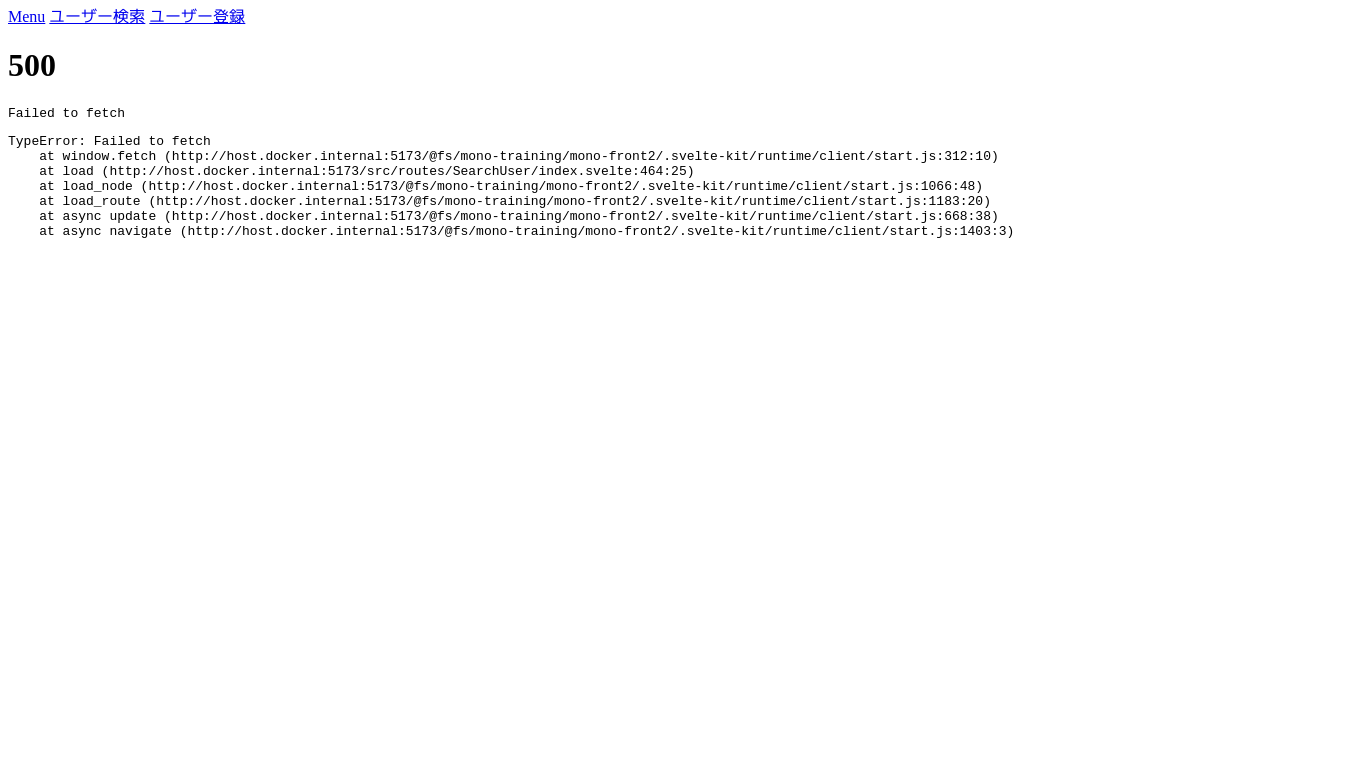 Menu ユーザー検索 ユーザー登録
500
Failed to fetch
TypeError: Failed to fetch
    at window.fetch (http://host.docker.internal:5173/@fs/mono-training/mono-front2/.svelte-kit/runtime/client/start.js:312:10)
    at load (http://host.docker.internal:5173/src/routes/SearchUser/index.svelte:464:25)
    at load_node (http://host.docker.internal:5173/@fs/mono-training/mono-front2/.svelte-kit/runtime/client/start.js:1066:48)
    at load_route (http://host.docker.internal:5173/@fs/mono-training/mono-front2/.svelte-kit/runtime/client/start.js:1183:20)
    at async update (http://host.docker.internal:5173/@fs/mono-training/mono-front2/.svelte-kit/runtime/client/start.js:668:38)
    at async navigate (http://host.docker.internal:5173/@fs/mono-training/mono-front2/.svelte-kit/runtime/client/start.js:1403:3)